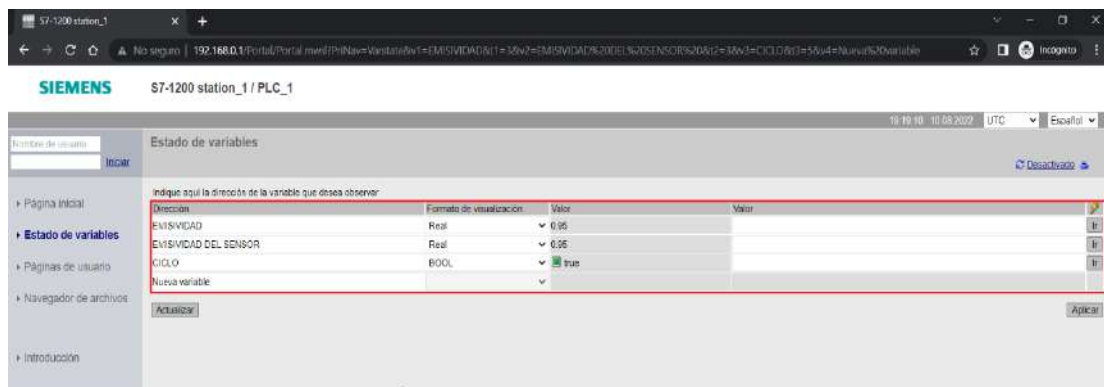 S7-1200 station_1
No seguro | 192.168.0.1/Portal/Portal.mwsl?PriNav=Varstate&v1=EMISIVIDAD&t1=3&v2=EMISIVIDAD%20DEL%20SENSOR%20&t2=3&v3=CICLO&t3=5&v4=Nueva%20variable
Incógnito
SIEMENS
S7-1200 station_1 / PLC_1
19:19:10 10.08.2022 UTC Español
Nombre de usuario
Iniciar
Estado de variables
Desactivado
Página inicial
Estado de variables
Páginas de usuario
Navegador de archivos
Introducción
Indique aquí la dirección de la variable que desea observar
Dirección Formato de visualización Valor Valor
EMISIVIDAD Real 0.95 Ir
EMISIVIDAD DEL SENSOR Real 0.95 Ir
CICLO BOOL true Ir
Nueva variable
Actualizar Aplicar